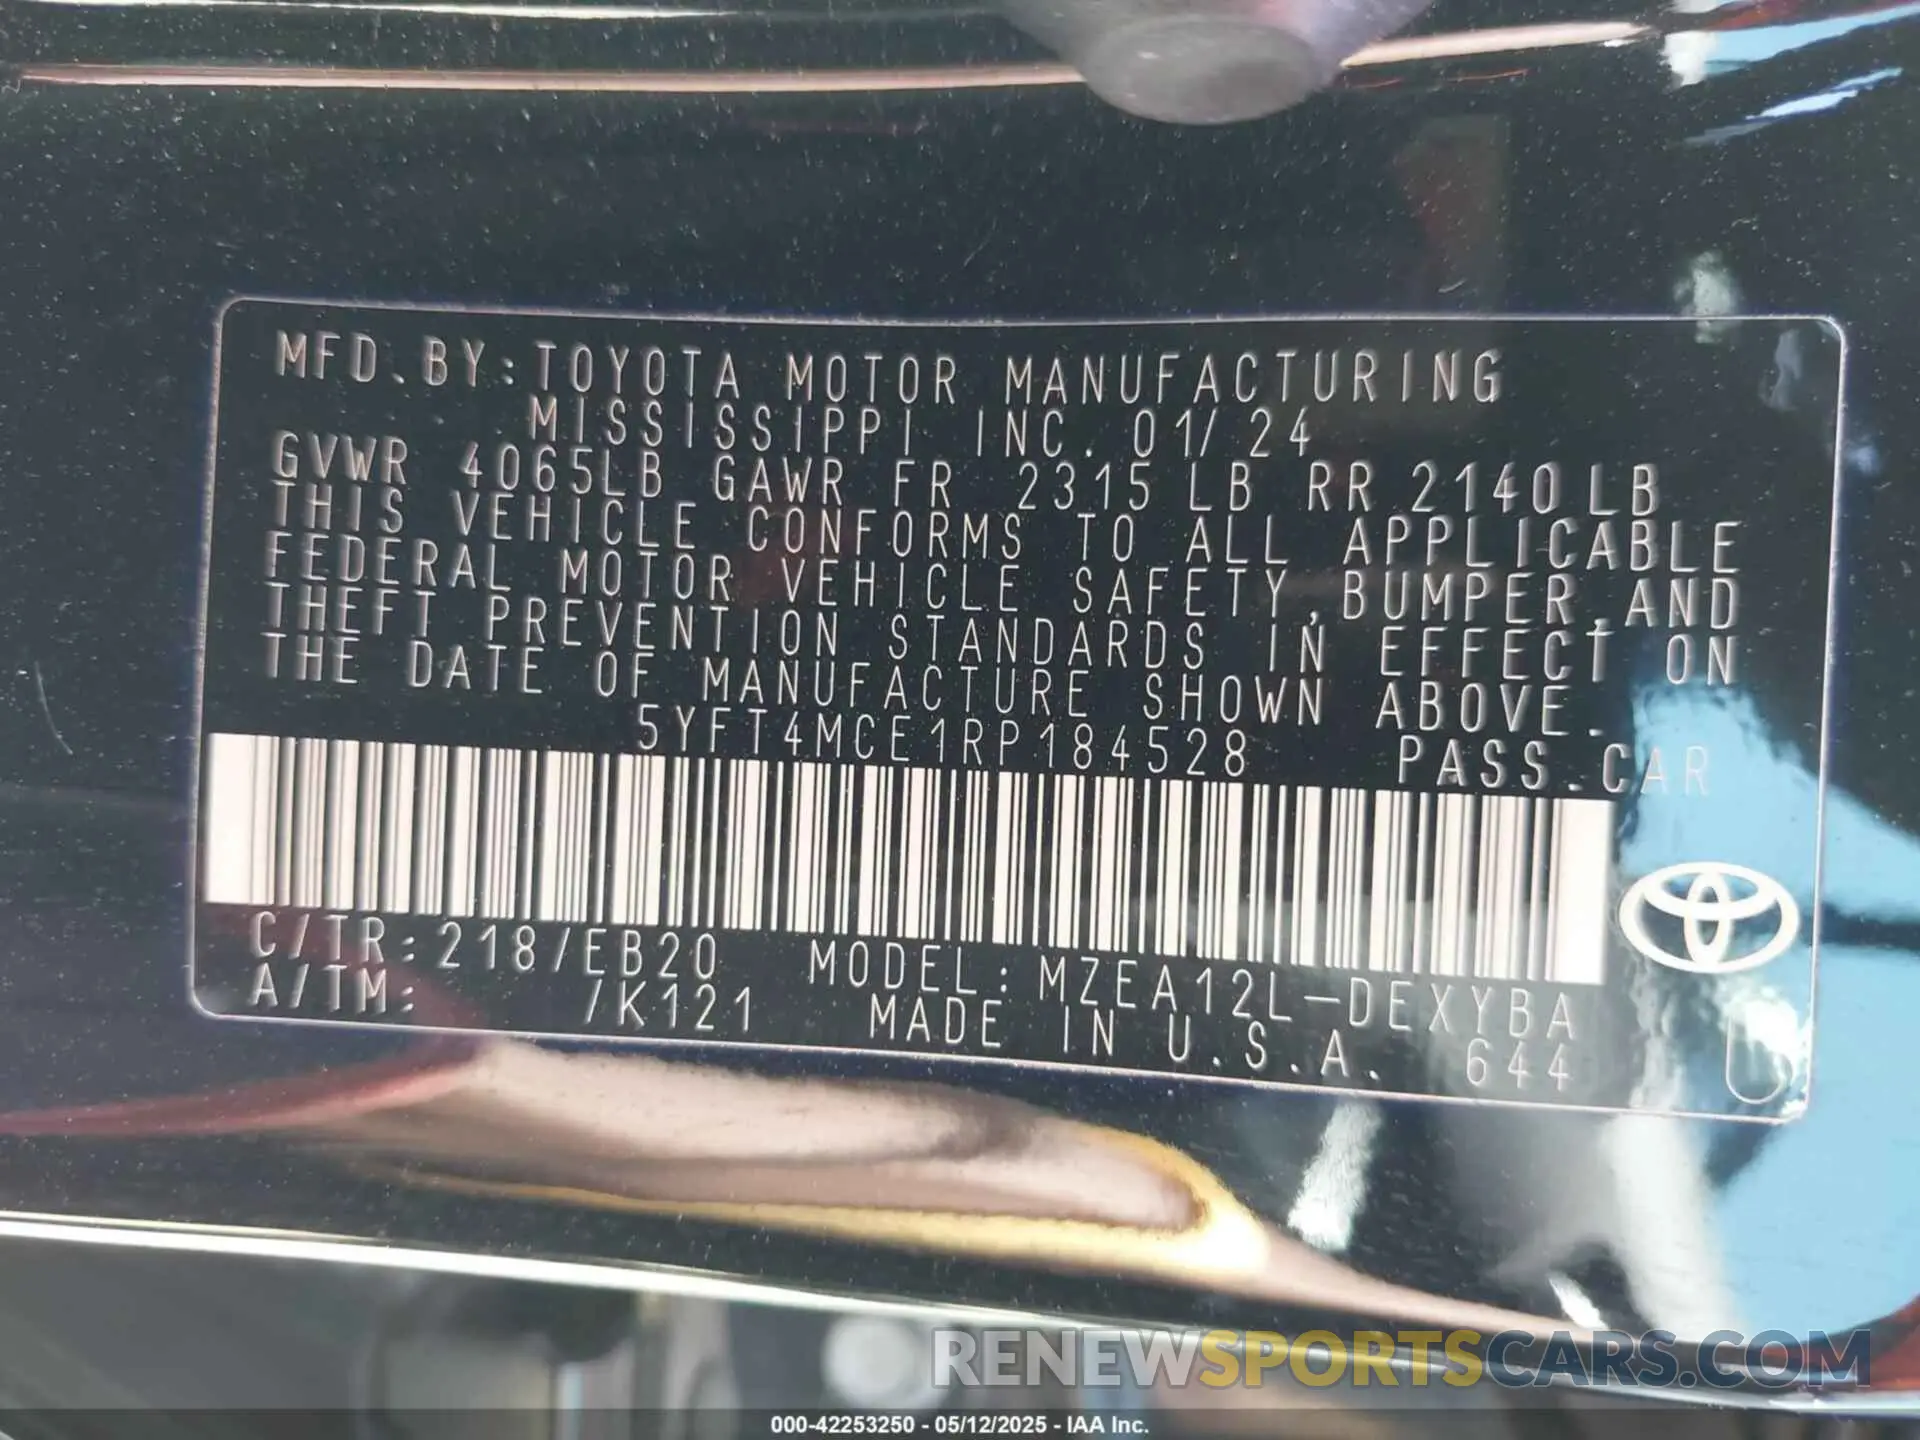 MFD.BY:TOYOTA MOTOR MANUFACTURING
MISSISSIPPI INC. 01/24
GVWR 4065LB GAWR FR 2315LB RR 2140LB
THIS VEHICLE CONFORMS TO ALL APPLICABLE
FEDERAL MOTOR VEHICLE SAFETY,BUMPER,AND
THEFT PREVENTION STANDARDS IN EFFECT ON
THE DATE OF MANUFACTURE SHOWN ABOVE.
5YFT4MCE1RP184528 PASS.CAR
C/TR:218/EB20 MODEL:MZEA12L-DEXYBA
A/TM: /K121 MADE IN U.S.A. 644
RENEWSPORTSCARS.COM
000-42253250 - 05/12/2025 - IAA Inc.